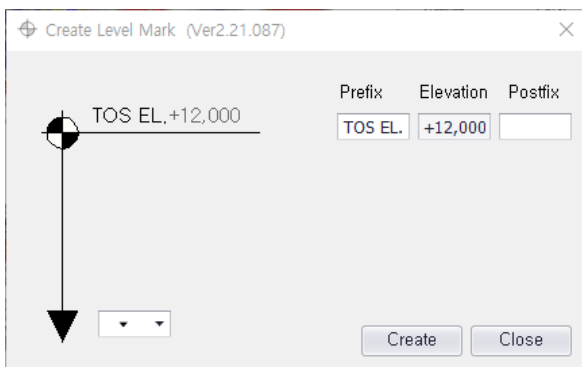 Create Level Mark (Ver2.21.087)
Prefix Elevation Postfix
TOS EL.+12,000
TOS EL. +12,000
Create Close